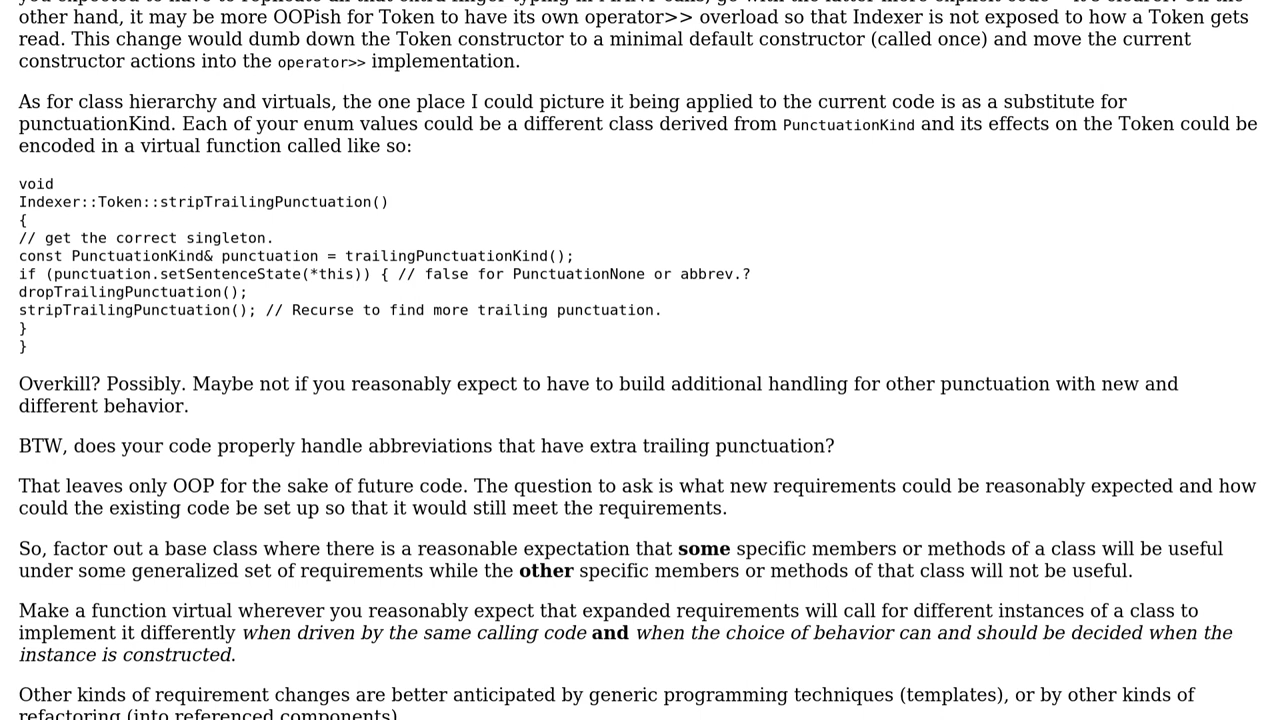 other hand, it may be more OOPish for Token to have its own operator>> overload so that Indexer is not exposed to how a Token gets
read. This change would dumb down the Token constructor to a minimal default constructor (called once) and move the current
constructor actions into the operator>> implementation.
As for class hierarchy and virtuals, the one place I could picture it being applied to the current code is as a substitute for
punctuationKind. Each of your enum values could be a different class derived from PunctuationKind and its effects on the Token could be
encoded in a virtual function called like so:
void
Indexer::Token::stripTrailingPunctuation()
{
// get the correct singleton.
const PunctuationKind& punctuation = trailingPunctuationKind();
if (punctuation.setSentenceState(*this)) { // false for PunctuationNone or abbrev.?
dropTrailingPunctuation();
stripTrailingPunctuation(); // Recurse to find more trailing punctuation.
}
}
Overkill? Possibly. Maybe not if you reasonably expect to have to build additional handling for other punctuation with new and
different behavior.
BTW, does your code properly handle abbreviations that have extra trailing punctuation?
That leaves only OOP for the sake of future code. The question to ask is what new requirements could be reasonably expected and how
could the existing code be set up so that it would still meet the requirements.
So, factor out a base class where there is a reasonable expectation that some specific members or methods of a class will be useful
under some generalized set of requirements while the other specific members or methods of that class will not be useful.
Make a function virtual wherever you reasonably expect that expanded requirements will call for different instances of a class to
implement it differently when driven by the same calling code and when the choice of behavior can and should be decided when the
instance is constructed.
Other kinds of requirement changes are better anticipated by generic programming techniques (templates), or by other kinds of
refactoring (into referenced components)